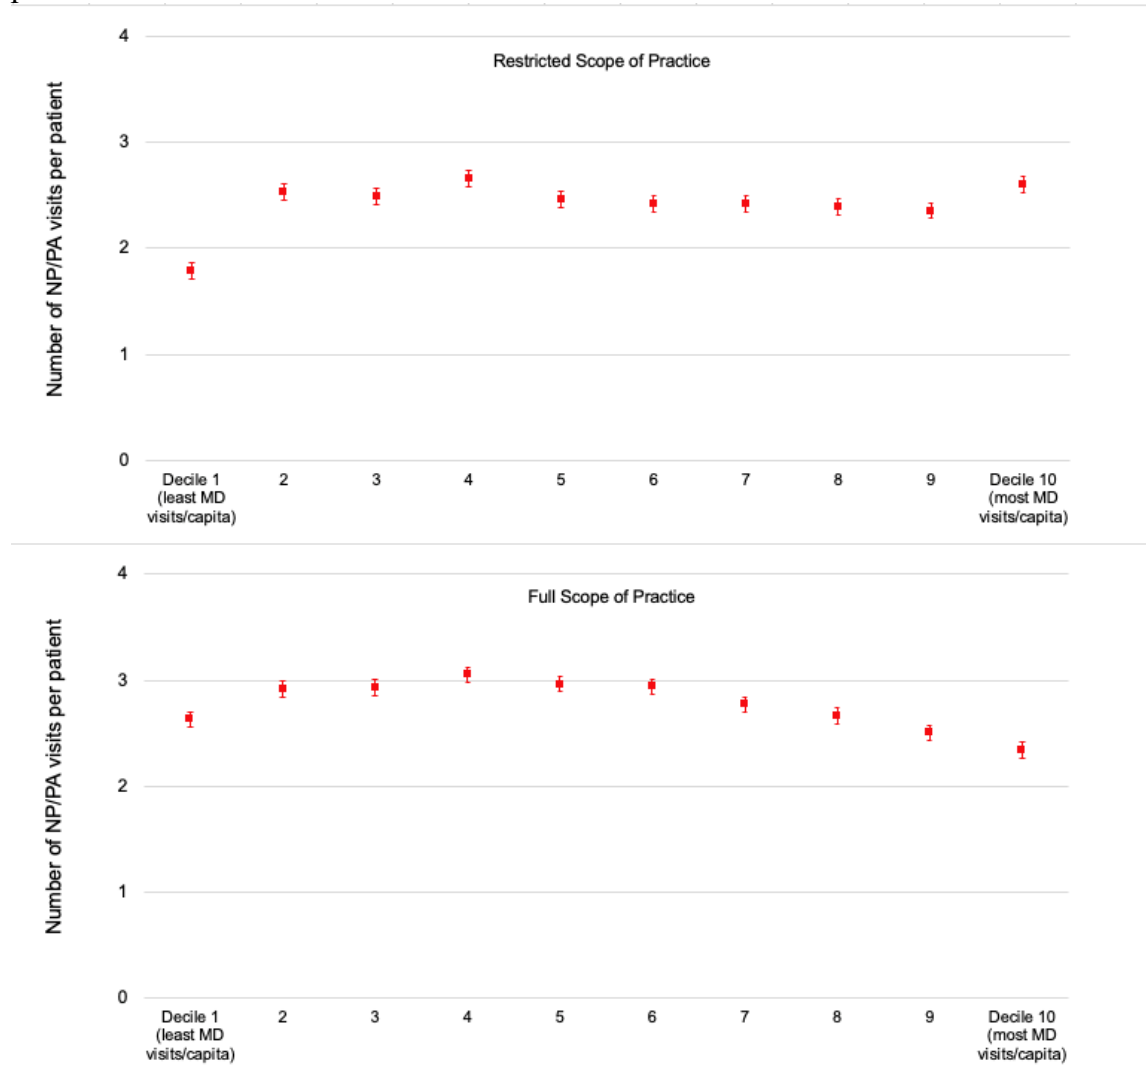 4
Restricted Scope of Practice
3
2
1
0
Number of NP/PA visits per patient
Decile 1
(least MD
visits/capita)
2
3
4
5
6
7
8
9
Decile 10
(most MD
visits/capita)
4
Full Scope of Practice
3
2
1
0
Number of NP/PA visits per patient
Decile 1
(least MD
visits/capita)
2
3
4
5
6
7
8
9
Decile 10
(most MD
visits/capita)